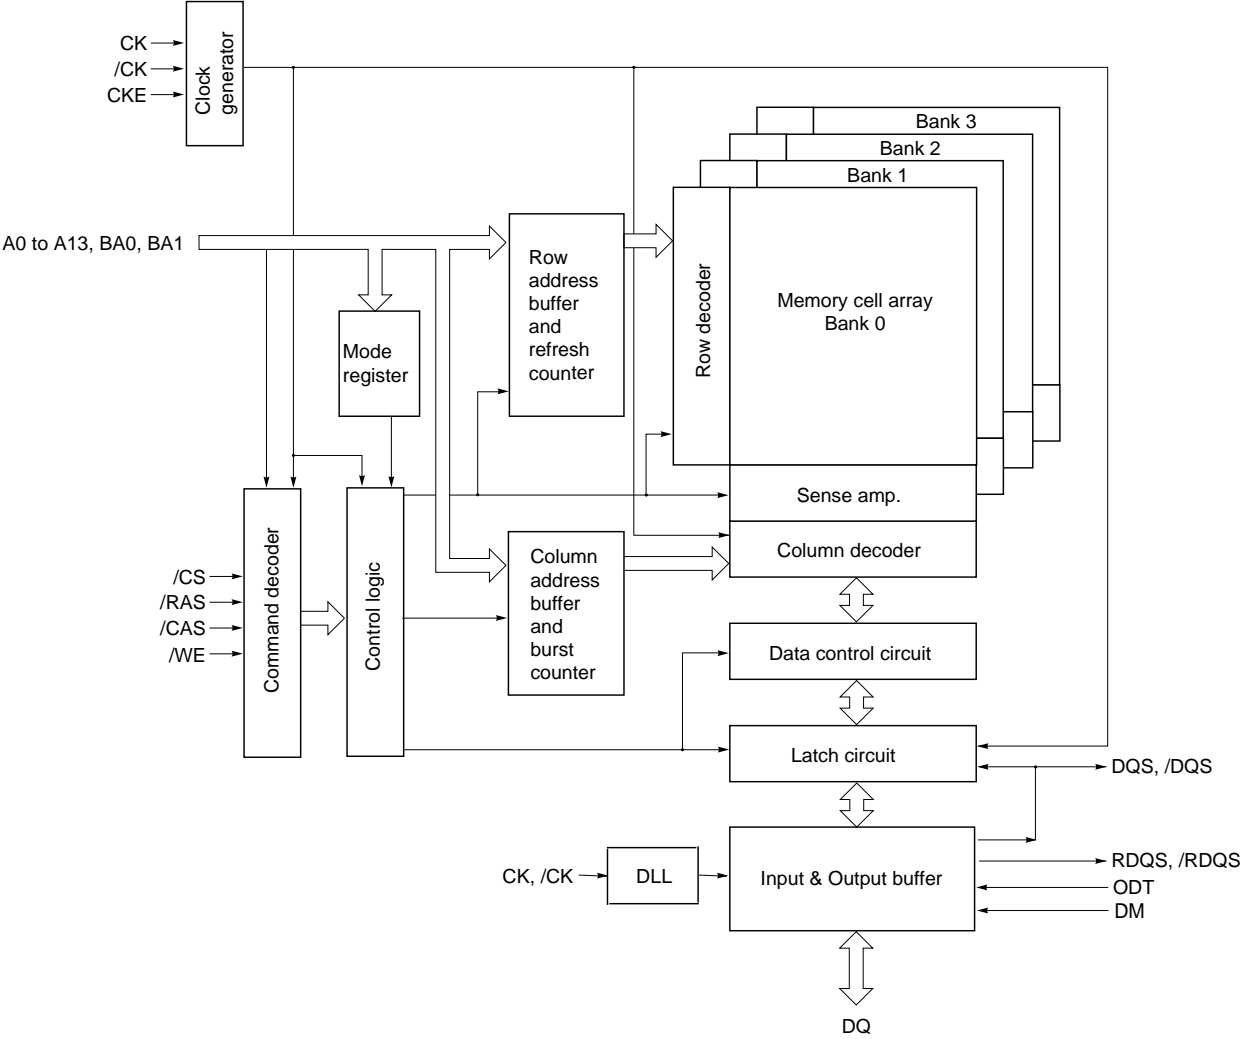 CK
/CK
CKE
Clock
generator
Bank 3
Bank 2
Bank 1
A0 to A13, BA0, BA1
Row
address
buffer
and
refresh
counter
Row decoder
Memory cell array
Bank 0
Mode
register
Sense amp.
Column decoder
/CS
/RAS
/CAS
/WE
Command decoder
Control logic
Column
address
buffer
and
burst
counter
Data control circuit
Latch circuit
DQS, /DQS
CK, /CK
DLL
Input & Output buffer
RDQS, /RDQS
ODT
DM
DQ